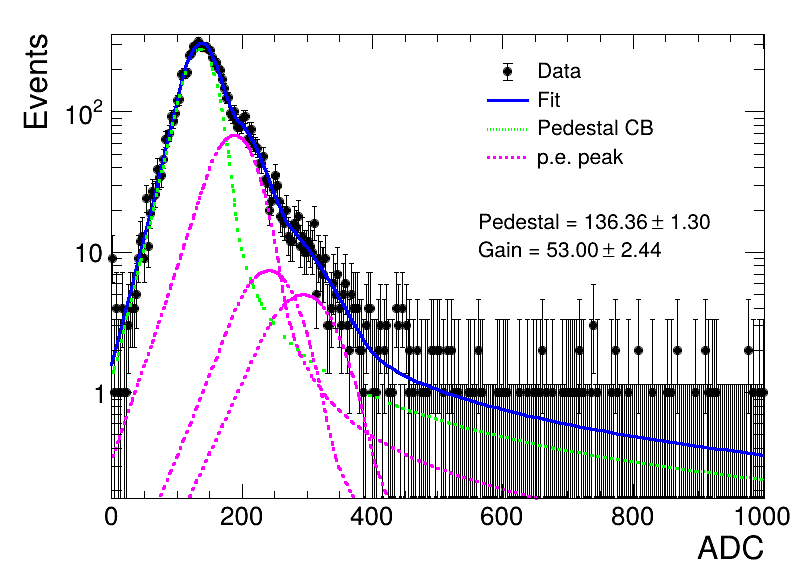 Events
10²
10
1
Data
Fit
Pedestal CB
p.e. peak
Pedestal = 136.36 ± 1.30
Gain = 53.00 ± 2.44
0 200 400 600 800 1000
ADC